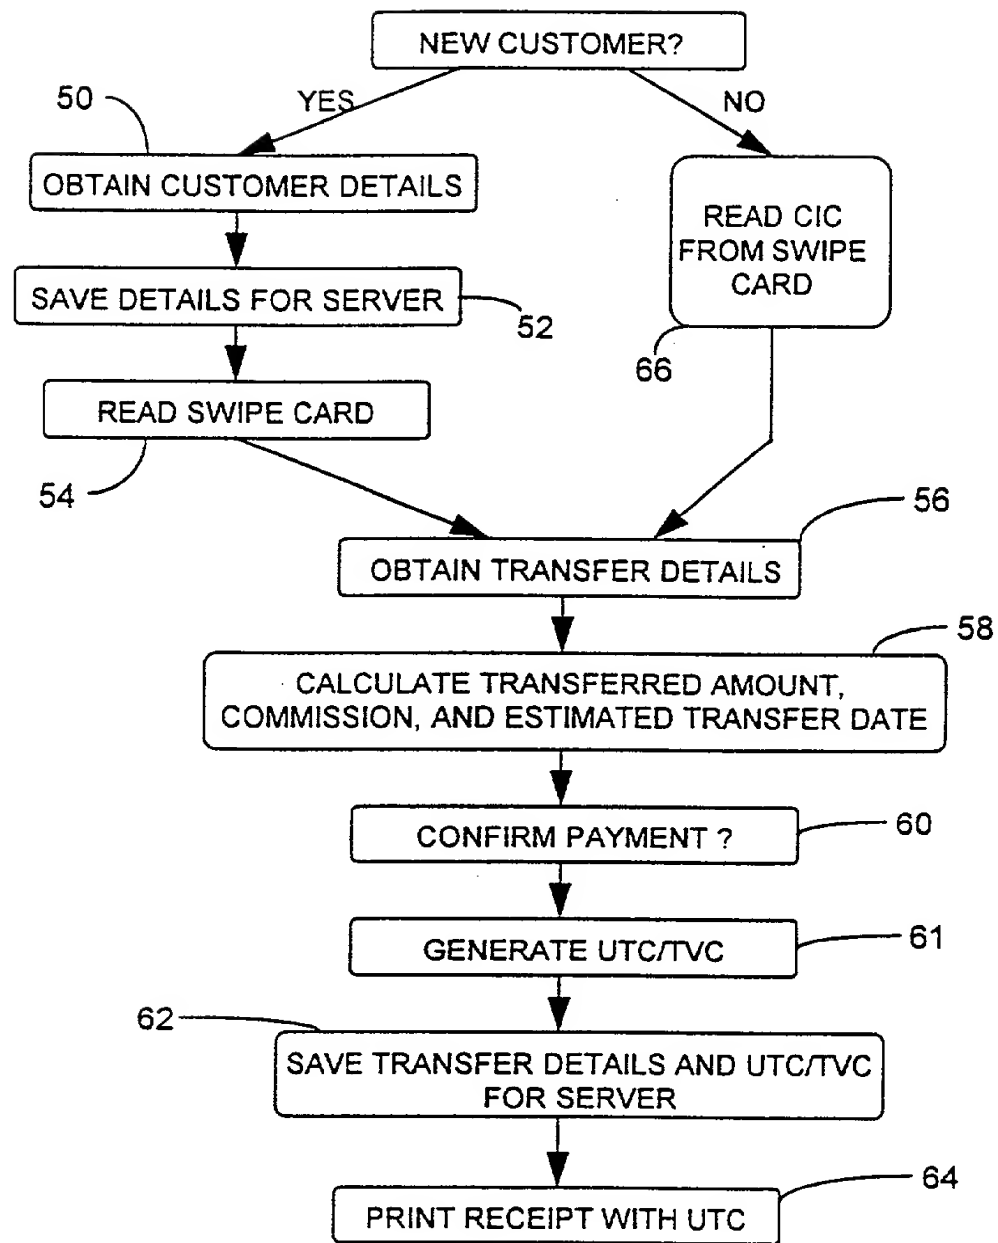 NEW CUSTOMER?
YES
NO
50
OBTAIN CUSTOMER DETAILS
READ CIC
FROM SWIPE
CARD
SAVE DETAILS FOR SERVER
52
66
READ SWIPE CARD
54
56
OBTAIN TRANSFER DETAILS
58
CALCULATE TRANSFERRED AMOUNT,
COMMISSION, AND ESTIMATED TRANSFER DATE
CONFIRM PAYMENT ?
60
GENERATE UTC/TVC
61
62
SAVE TRANSFER DETAILS AND UTC/TVC
FOR SERVER
64
PRINT RECEIPT WITH UTC